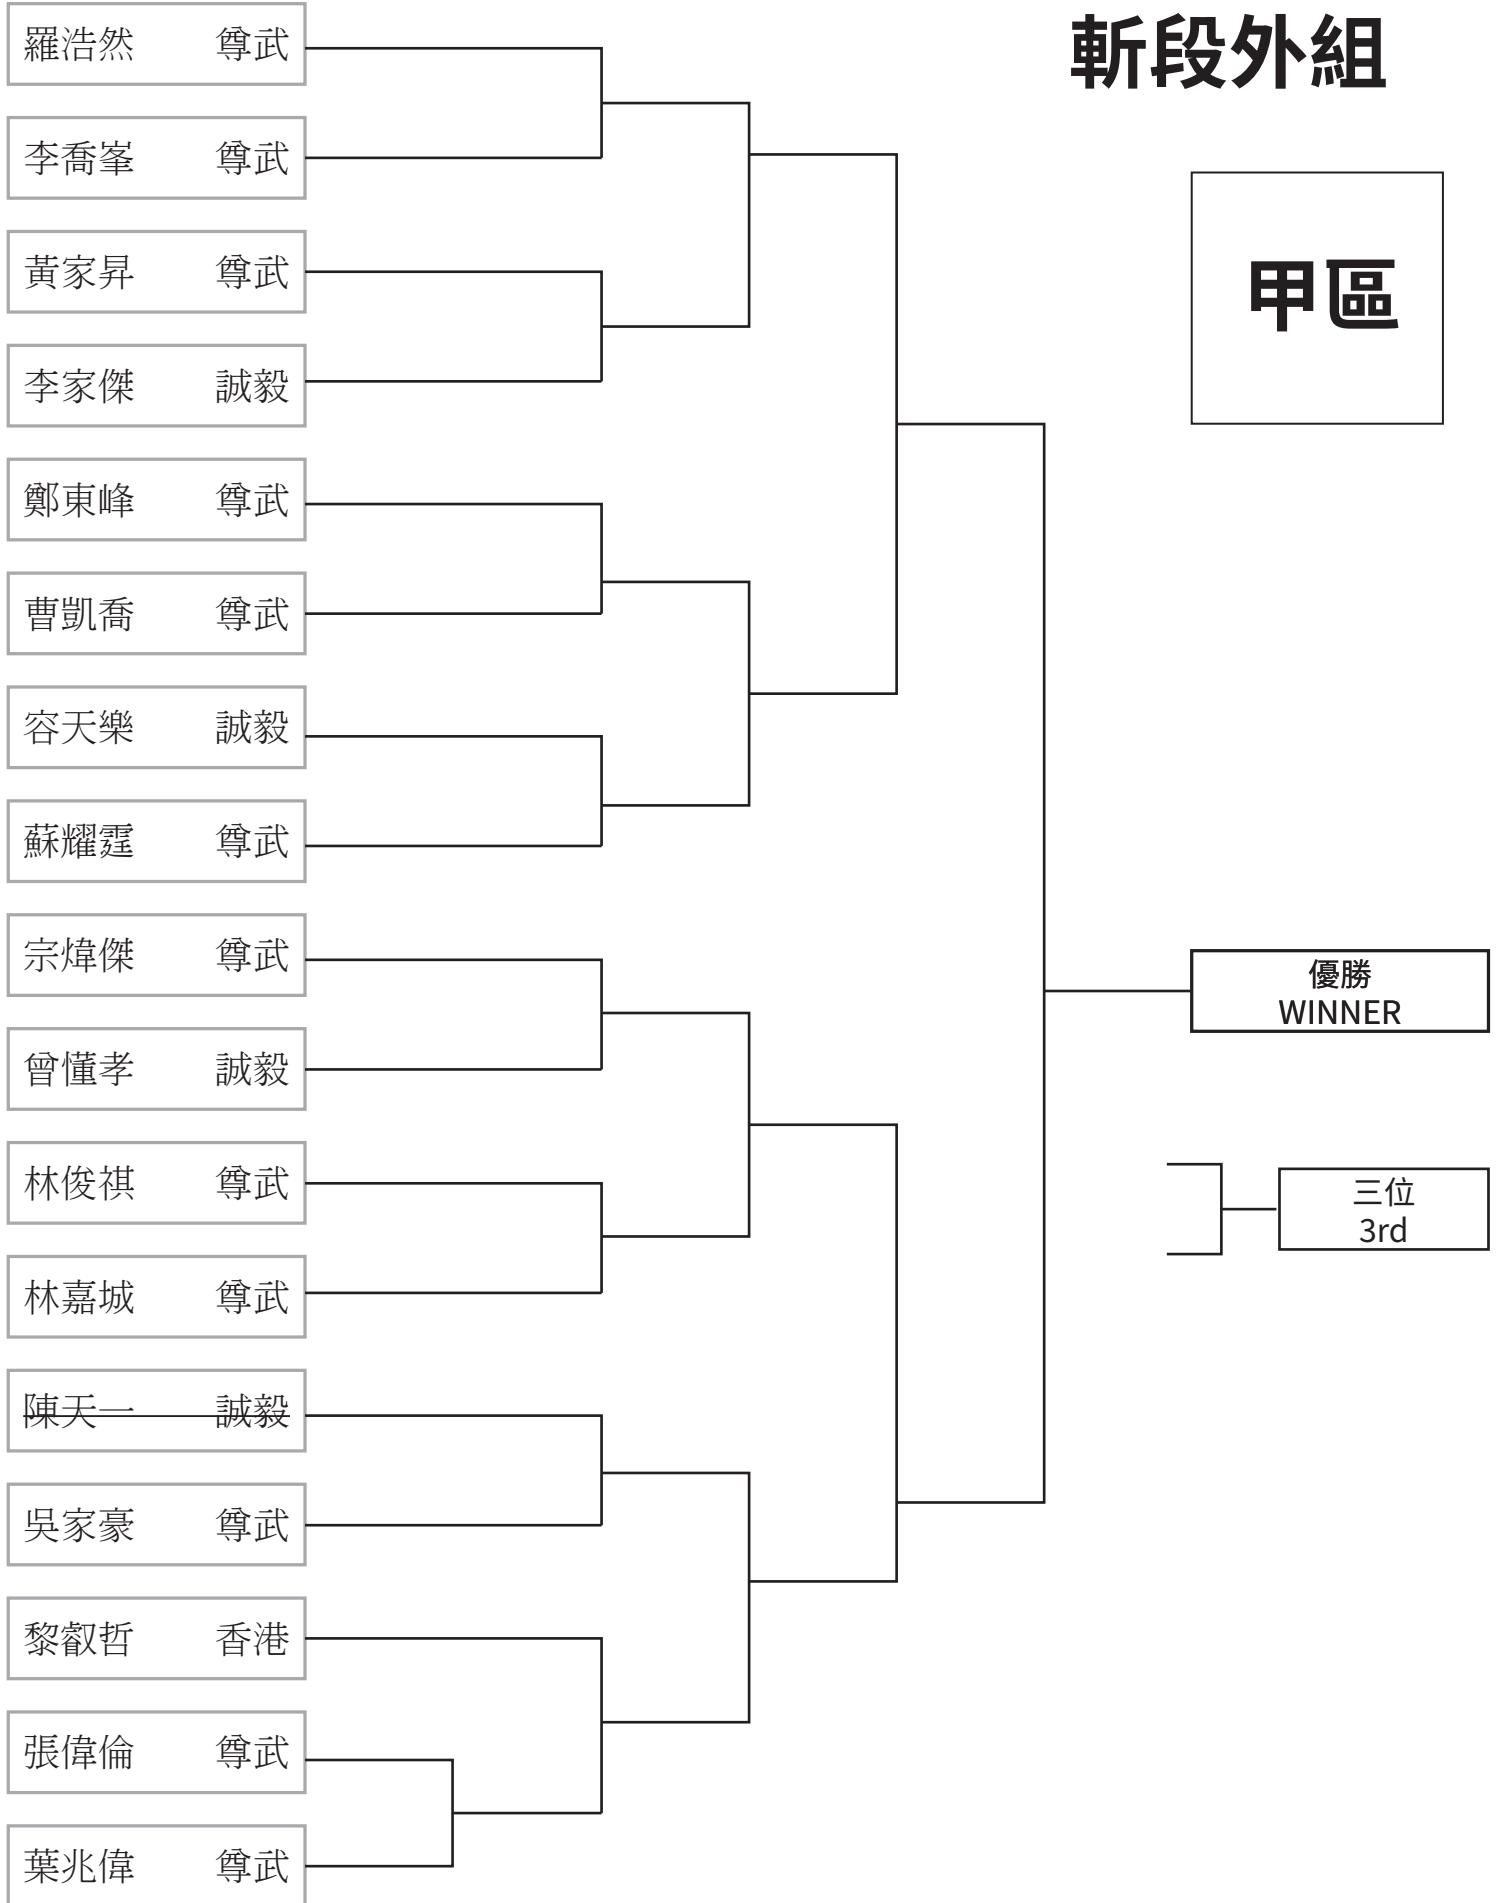 斬段外組
甲區
羅浩然 尊武
李喬峯 尊武
黃家昇 尊武
李家傑 誠毅
鄭東峰 尊武
曹凱喬 尊武
容天樂 誠毅
蘇耀霆 尊武
宗煒傑 尊武
曾懂孝 誠毅
林俊祺 尊武
林嘉城 尊武
陳天一 誠毅
吳家豪 尊武
黎叡哲 香港
張偉倫 尊武
葉兆偉 尊武
優勝
WINNER
三位
3rd